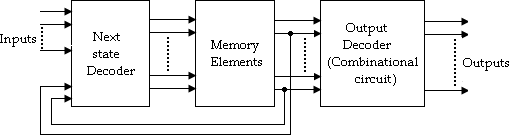 Inputs
Next
state
Decoder
Memory
Elements
Output
Decoder
(Combinational
circuit)
Outputs